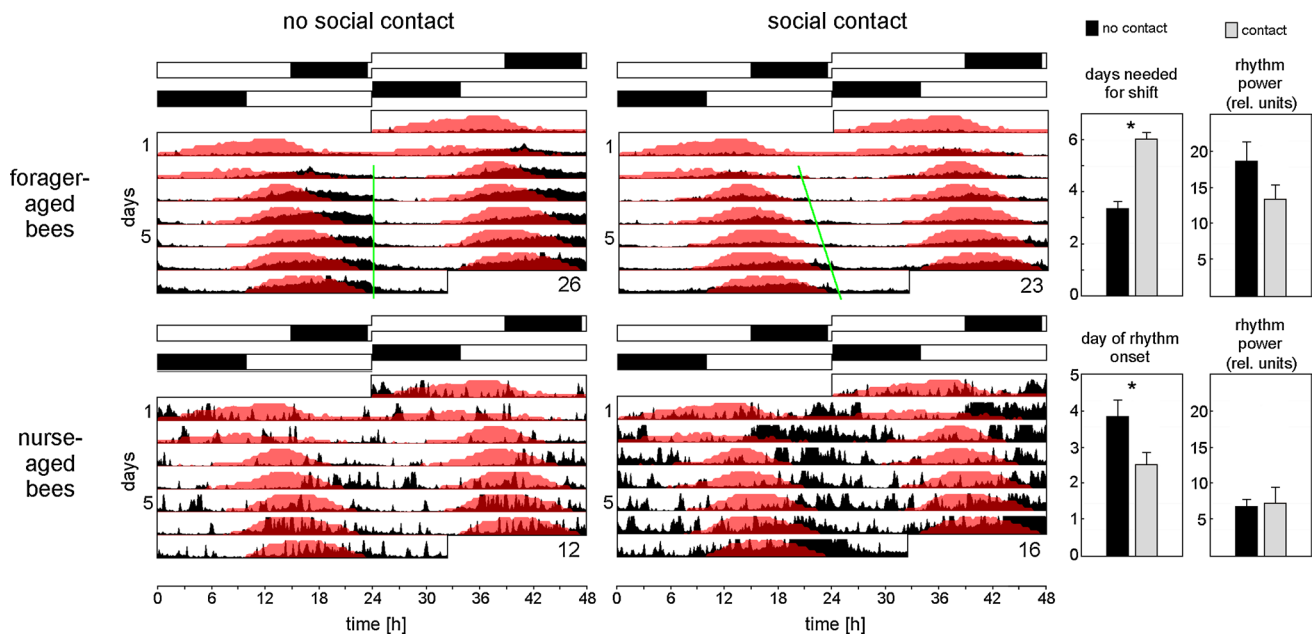 no social contact
social contact
no contact
contact
forager-
aged
bees
days
1
5
26
1
5
23
days needed
for shift
*
6
4
2
0
rhythm
power
(rel. units)
20
15
10
5
nurse-
aged
bees
days
1
5
12
1
5
16
day of rhythm
onset
*
5
4
3
2
1
0
rhythm
power
(rel. units)
20
15
10
5
0 6 12 18 24 30 36 42 48
time [h]
0 6 12 18 24 30 36 42 48
time [h]